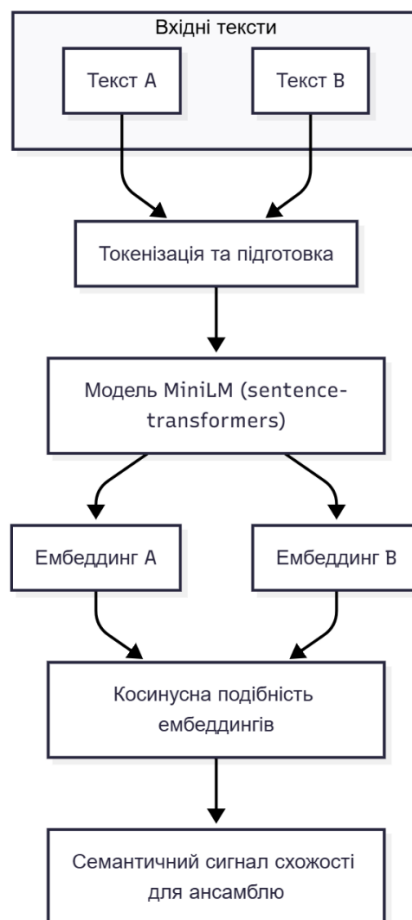 Вхідні тексти
Текст A
Текст B
Токенізація та підготовка
Модель MiniLM (sentence-
transformers)
Ембеддинг A
Ембеддинг B
Косинусна подібність
ембеддингів
Семантичний сигнал схожості
для ансамблю